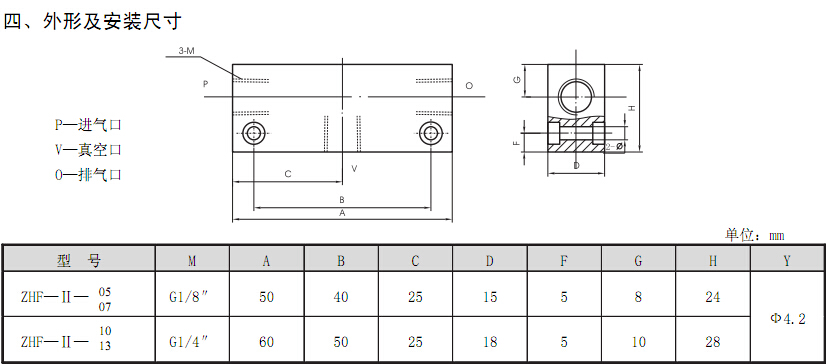 四、外形及安装尺寸
3-M
P
O
G
H
P—进气口
V—真空口
O—排气口
F
2-Ø
D
C
V
B
A
单位: mm
型 号 M A B C D F G H Y
ZHF—Ⅱ— 05 07 G1/8″ 50 40 25 15 5 8 24 Φ4.2
ZHF—Ⅱ— 10 13 G1/4″ 60 50 25 18 5 10 28